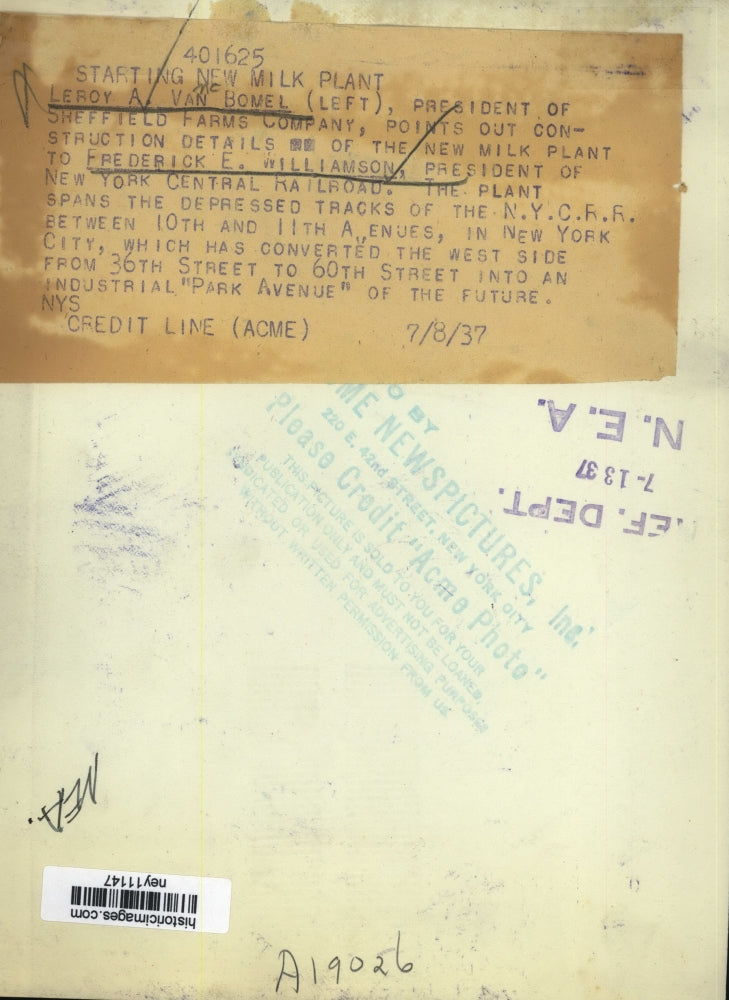 401625
STARTING NEW MILK PLANT
LEROY A. VAN BOMEL (LEFT), PRESIDENT OF
SHEFFIELD FARMS COMPANY, POINTS OUT CON-
STRUCTION DETAILS OF THE NEW MILK PLANT
TO FREDERICK E. WILLIAMSON, PRESIDENT OF
NEW YORK CENTRAL RAILROAD. THE PLANT
SPANS THE DEPRESSED TRACKS OF THE N.Y.C.R.R.
BETWEEN 10TH AND 11TH AVENUES, IN NEW YORK
CITY, WHICH HAS CONVERTED THE WEST SIDE
FROM 36TH STREET TO 60TH STREET INTO AN
INDUSTRIAL "PARK AVENUE" OF THE FUTURE.
NYS
CREDIT LINE (ACME) 7/8/37
BY
NEWSPICTURES, Inc.
220 E. 42nd STREET, NEW YORK CITY
Please Credit "Acme Photo"
THIS PICTURE IS SOLD TO YOU FOR YOUR
PUBLICATION ONLY AND MUST NOT BE LOANED,
OR USED FOR ADVERTISING PURPOSES
WITHOUT WRITTEN PERMISSION FROM US
EF. DEPT.
7-13 37
N. E. A.
NEA.
historicimages.com
ney11147
A19026